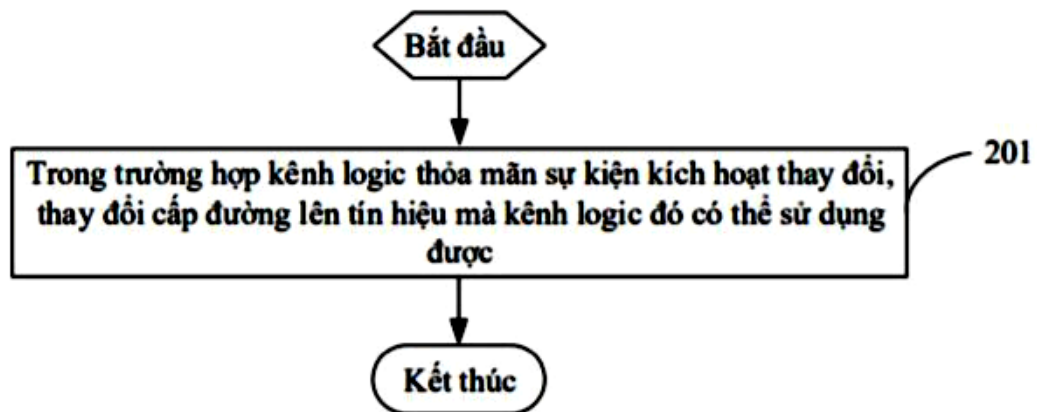 Bắt đầu
Trong trường hợp kênh logic thỏa mãn sự kiện kích hoạt thay đổi,
thay đổi cấp đường lên tín hiệu mà kênh logic đó có thể sử dụng
được
201
Kết thúc